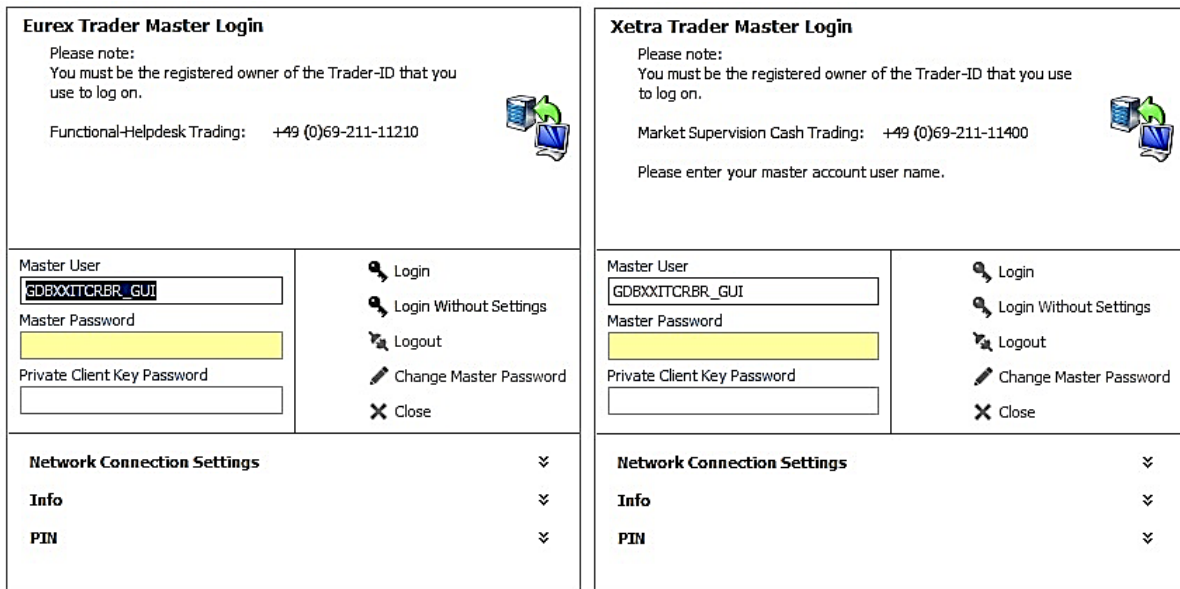 Eurex Trader Master Login
Please note:
You must be the registered owner of the Trader-ID that you
use to log on.
Functional-Helpdesk Trading: +49 (0)69-211-11210
Master User
GDBXXITCRBR_GUI
Master Password
Private Client Key Password
Login
Login Without Settings
Logout
Change Master Password
Close
Network Connection Settings
Info
PIN
Xetra Trader Master Login
Please note:
You must be the registered owner of the Trader-ID that you use
to log on.
Market Supervision Cash Trading: +49 (0)69-211-11400
Please enter your master account user name.
Master User
GDBXXITCRBR_GUI
Master Password
Private Client Key Password
Login
Login Without Settings
Logout
Change Master Password
Close
Network Connection Settings
Info
PIN